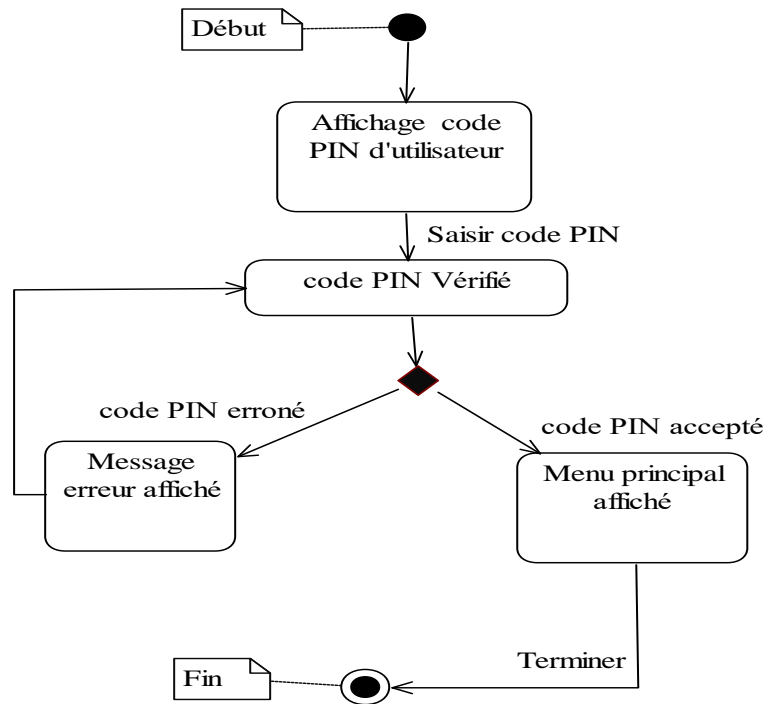 Début
Affichage code
PIN d'utilisateur
Saisir code PIN
code PIN Vérifié
code PIN erroné
code PIN accepté
Message
erreur affiché
Menu principal
affiché
Terminer
Fin